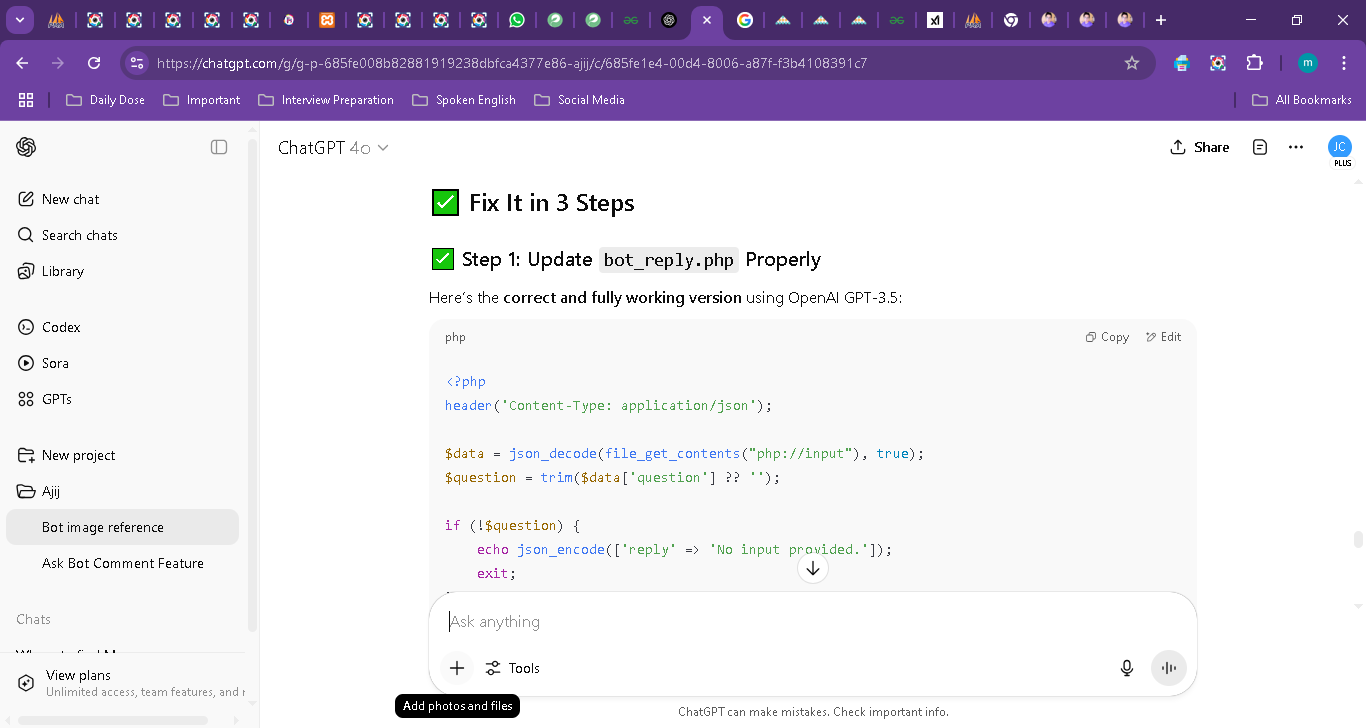 https://chatgpt.com/g/g-p-685fe008b82881919238dbfca4377e86-ajij/c/685fe1e4-00d4-8006-a87f-f3b4108391c7
m
Daily Dose
Important
Interview Preparation
Spoken English
Social Media
All Bookmarks
ChatGPT 4o
Share
JC
PLUS
New chat
Search chats
Library
Codex
Sora
GPTs
New project
Ajij
Bot image reference
Ask Bot Comment Feature
Chats
View plans
Unlimited access, team features, and
Fix It in 3 Steps
Step 1: Update bot_reply.php Properly
Here's the correct and fully working version using OpenAI GPT-3.5:
php
Copy
Edit
<?php
header('Content-Type: application/json');
$data = json_decode(file_get_contents("php://input"), true);
$question = trim($data['question'] ?? '');
if (!$question) {
    echo json_encode(['reply' => 'No input provided.']);
    exit;
Ask anything
Tools
Add photos and files
ChatGPT can make mistakes. Check important info.